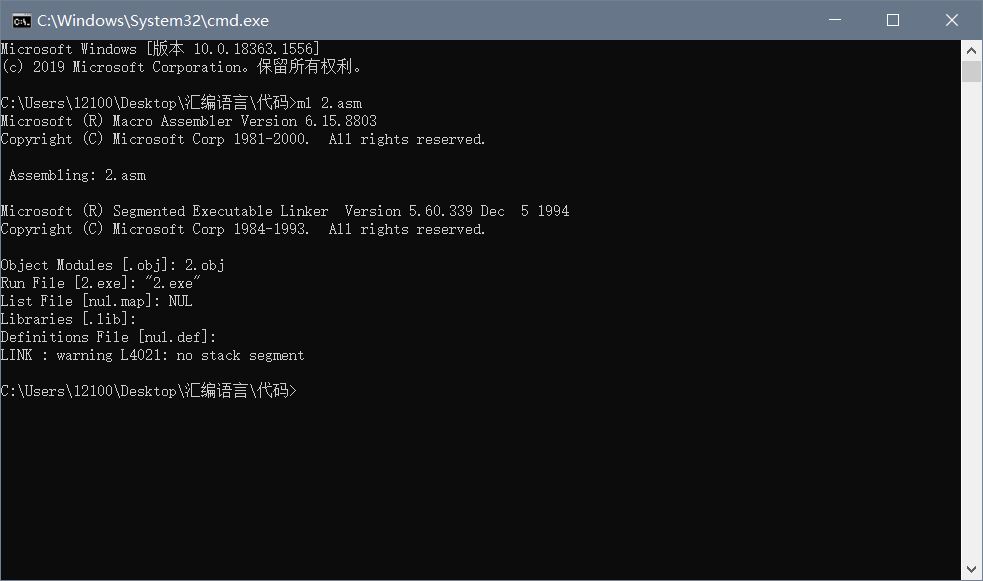 C:\Windows\System32\cmd.exe
Microsoft Windows [版本 10.0.18363.1556]
(c) 2019 Microsoft Corporation。保留所有权利。
C:\Users\12100\Desktop\汇编语言\代码>ml 2.asm
Microsoft (R) Macro Assembler Version 6.15.8803
Copyright (C) Microsoft Corp 1981-2000.  All rights reserved.
 Assembling: 2.asm
Microsoft (R) Segmented Executable Linker  Version 5.60.339 Dec  5 1994
Copyright (C) Microsoft Corp 1984-1993.  All rights reserved.
Object Modules [.obj]: 2.obj
Run File [2.exe]: "2.exe"
List File [nul.map]: NUL
Libraries [.lib]:
Definitions File [nul.def]:
LINK : warning L4021: no stack segment
C:\Users\12100\Desktop\汇编语言\代码>